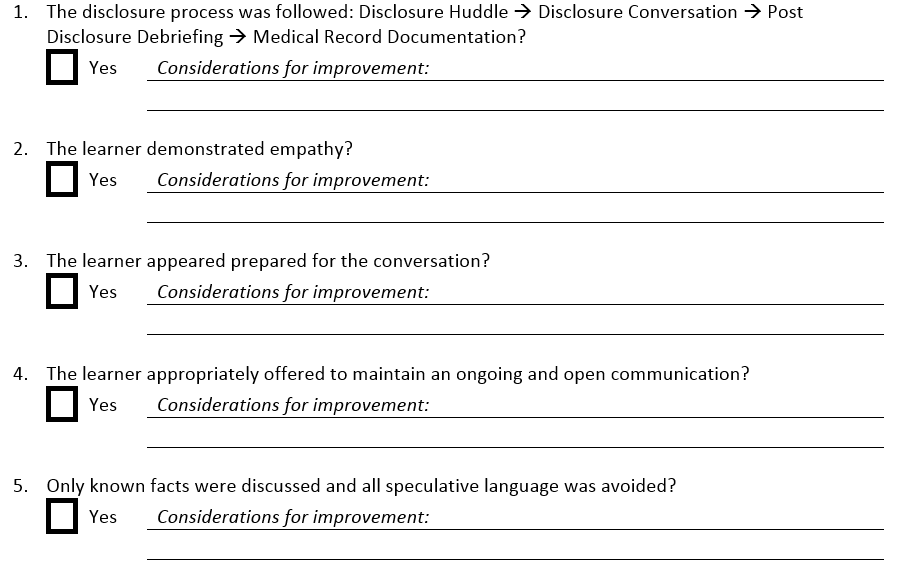 1. The disclosure process was followed: Disclosure Huddle → Disclosure Conversation → Post
Disclosure Debriefing → Medical Record Documentation?
Yes Considerations for improvement:
2. The learner demonstrated empathy?
Yes Considerations for improvement:
3. The learner appeared prepared for the conversation?
Yes Considerations for improvement:
4. The learner appropriately offered to maintain an ongoing and open communication?
Yes Considerations for improvement:
5. Only known facts were discussed and all speculative language was avoided?
Yes Considerations for improvement: